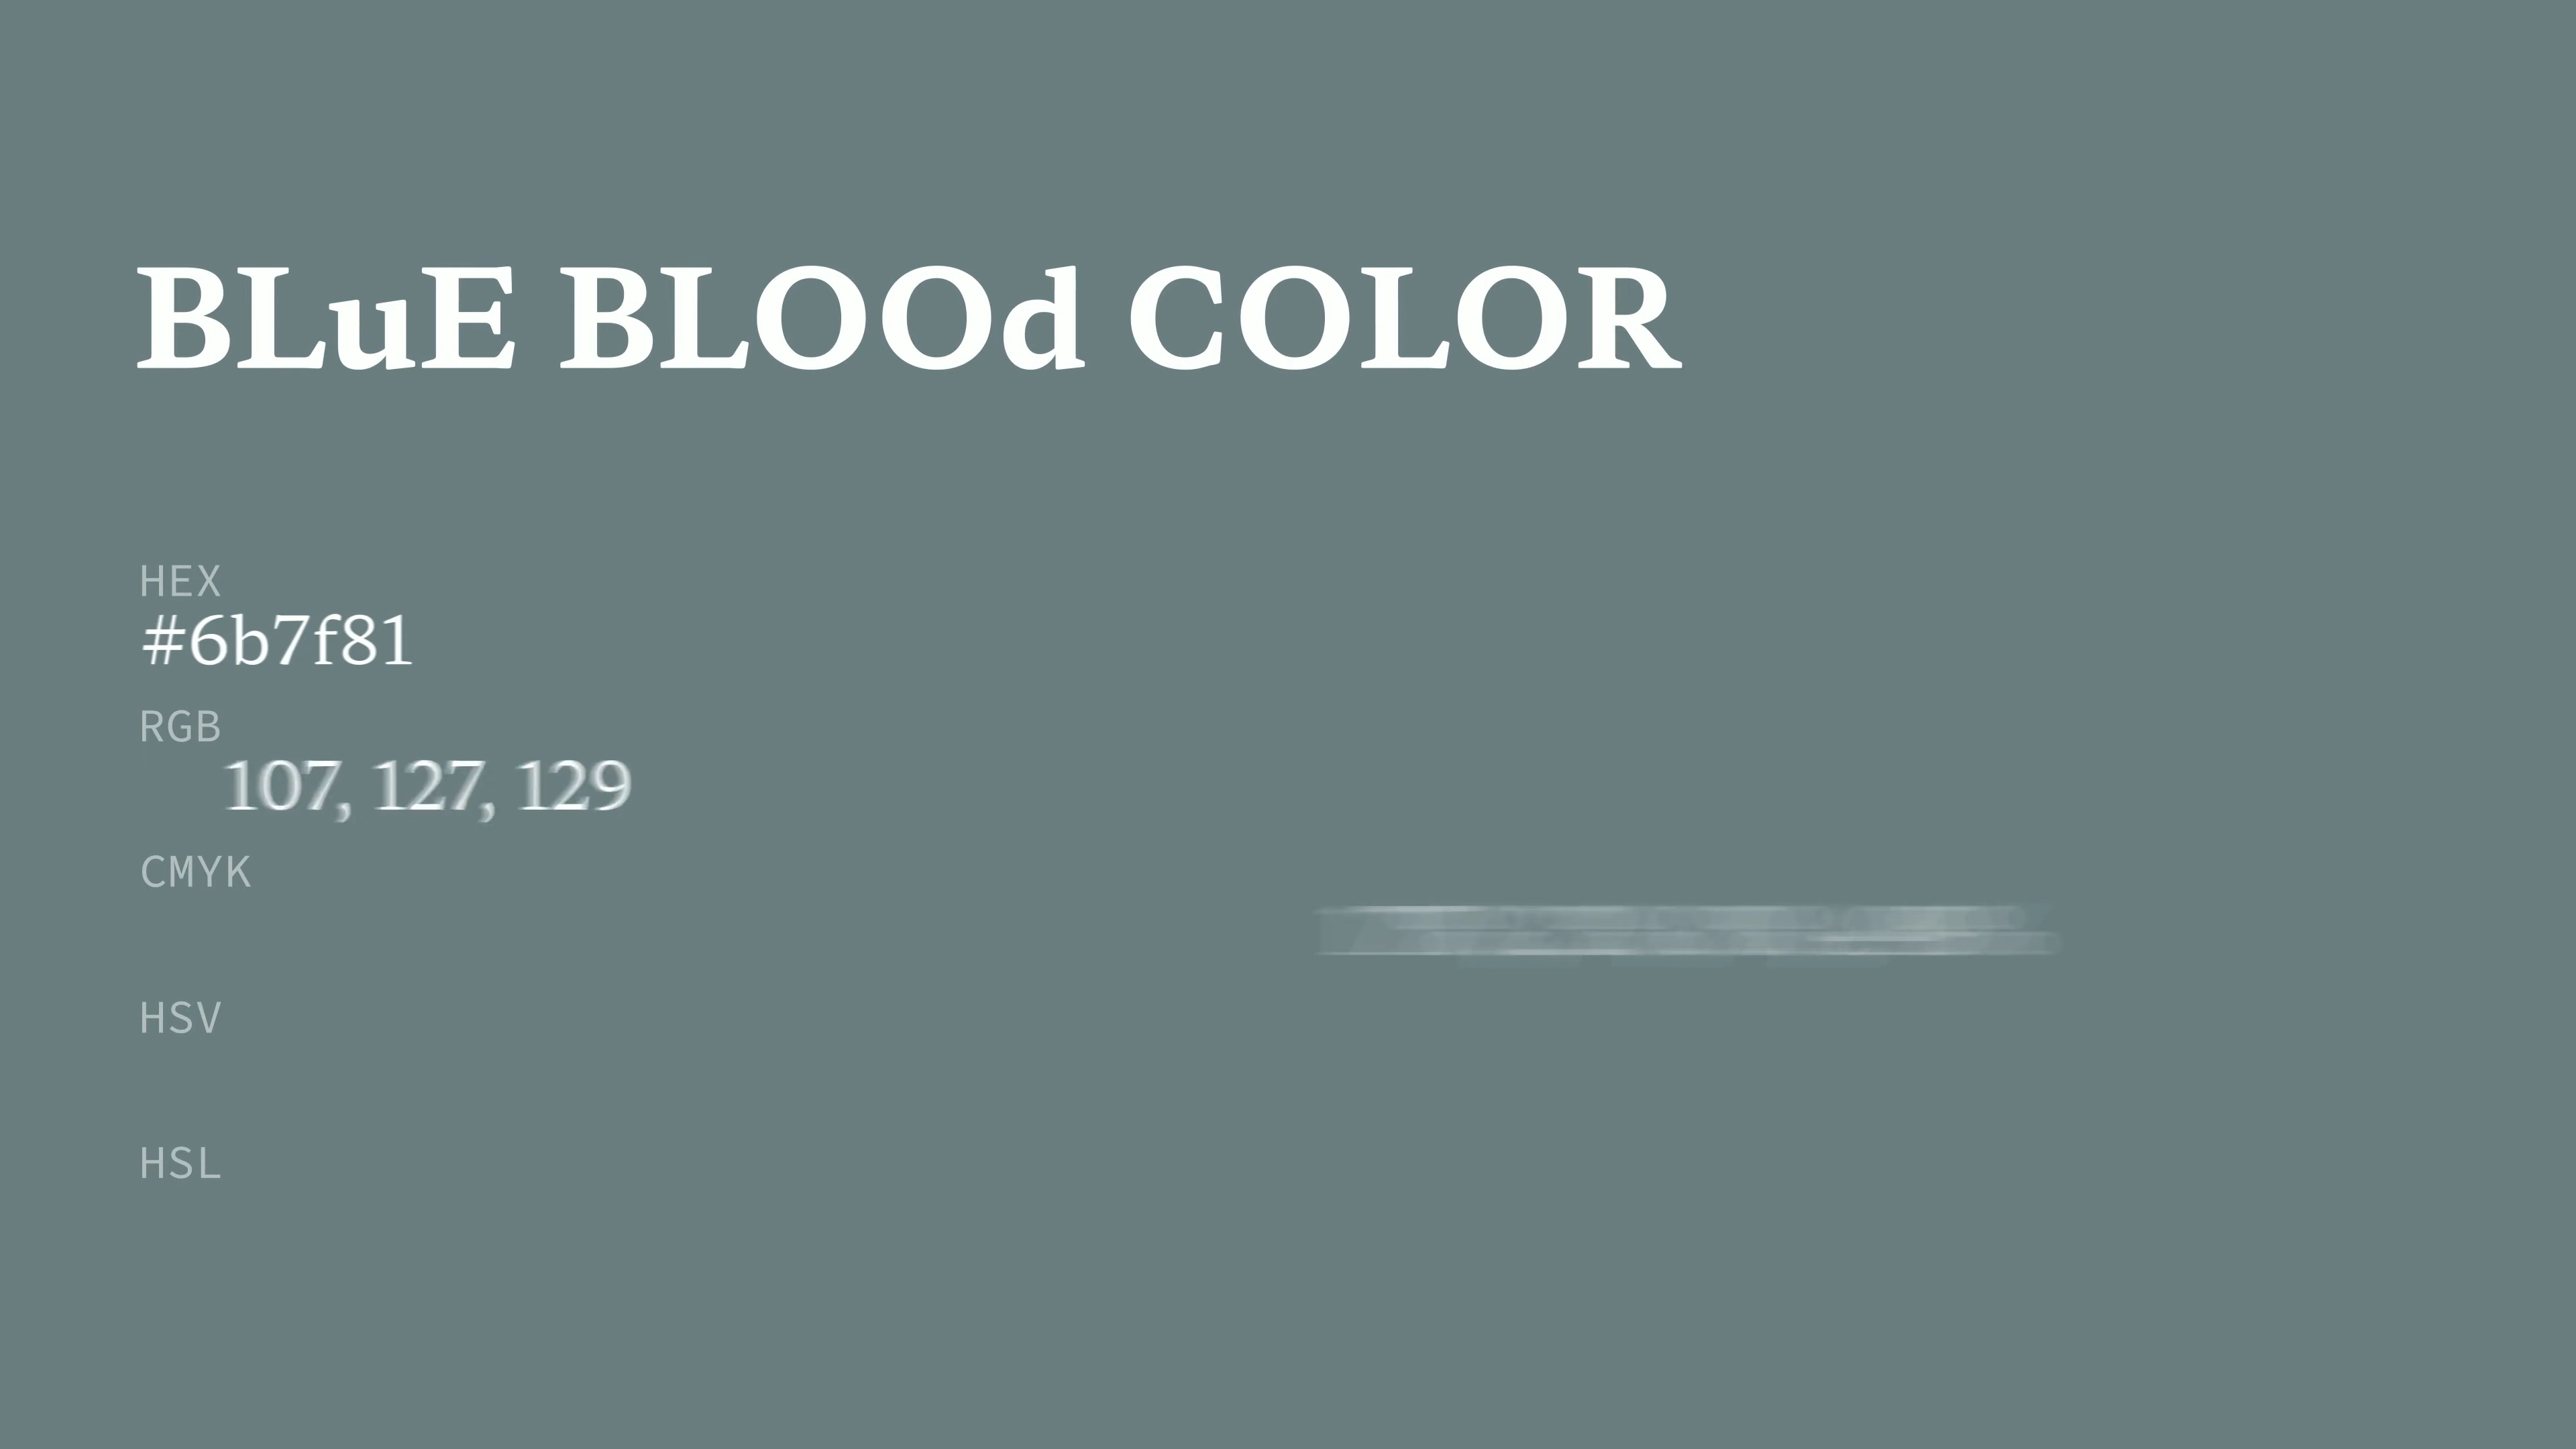 BLuE BLOOd COLOR
HEX
#6b7f81
RGB
107, 127, 129
CMYK
HSV
HSL